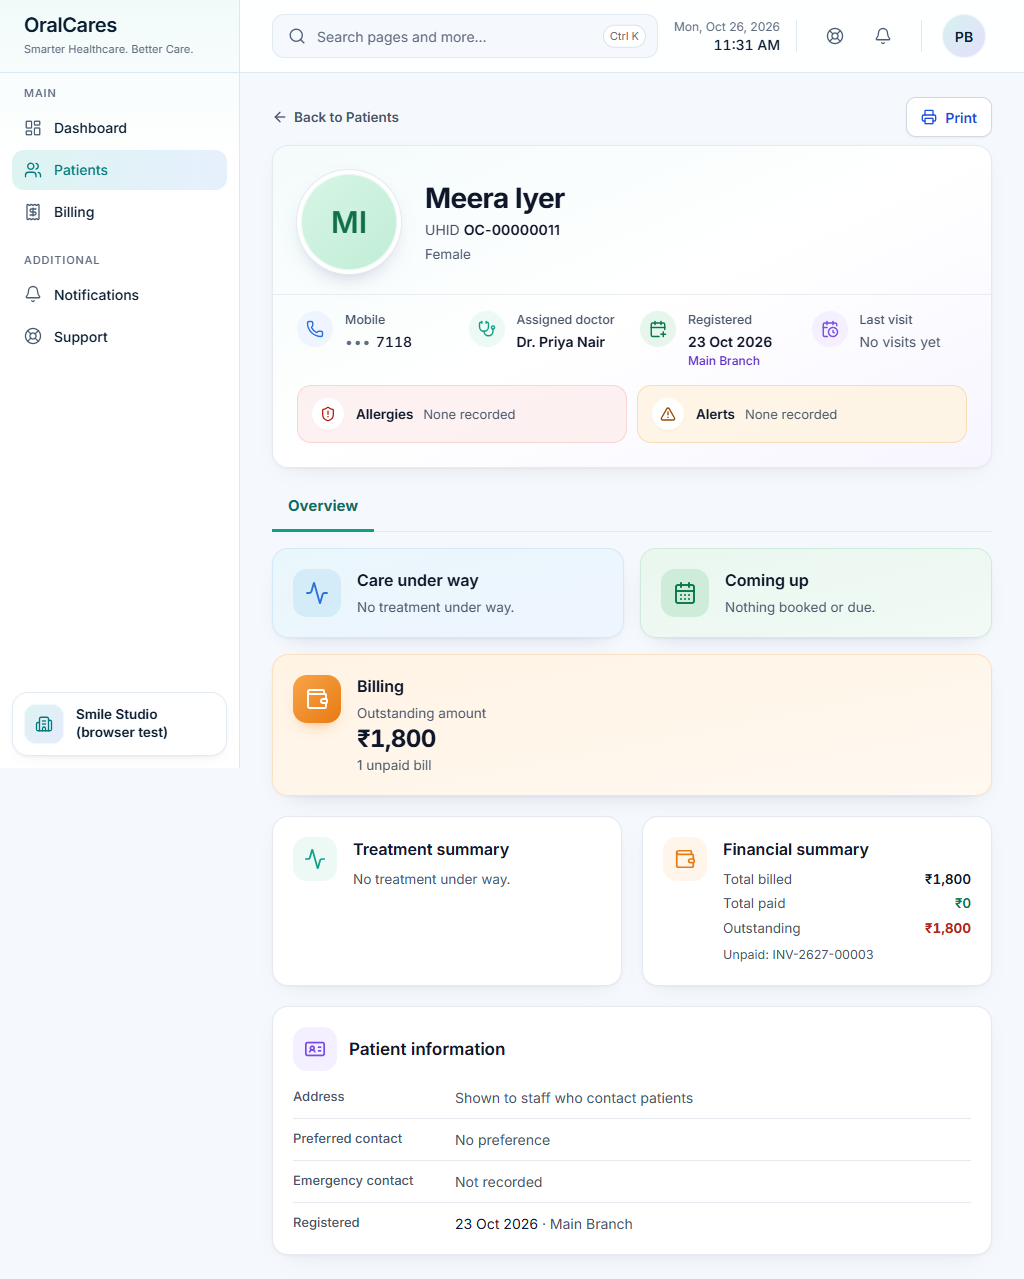 OralCares
Smarter Healthcare. Better Care.
MAIN
Dashboard
Patients
Billing
ADDITIONAL
Notifications
Support
Smile Studio
(browser test)
Search pages and more...
Ctrl K
Mon, Oct 26, 2026
11:31 AM
PB
Back to Patients
Print
MI
Meera Iyer
UHID OC-00000011
Female
Mobile
••• 7118
Assigned doctor
Dr. Priya Nair
Registered
23 Oct 2026
Main Branch
Last visit
No visits yet
Allergies None recorded
Alerts None recorded
Overview
Care under way
No treatment under way.
Coming up
Nothing booked or due.
Billing
Outstanding amount
₹1,800
1 unpaid bill
Treatment summary
No treatment under way.
Financial summary
Total billed ₹1,800
Total paid ₹0
Outstanding ₹1,800
Unpaid: INV-2627-00003
Patient information
Address Shown to staff who contact patients
Preferred contact No preference
Emergency contact Not recorded
Registered 23 Oct 2026 · Main Branch